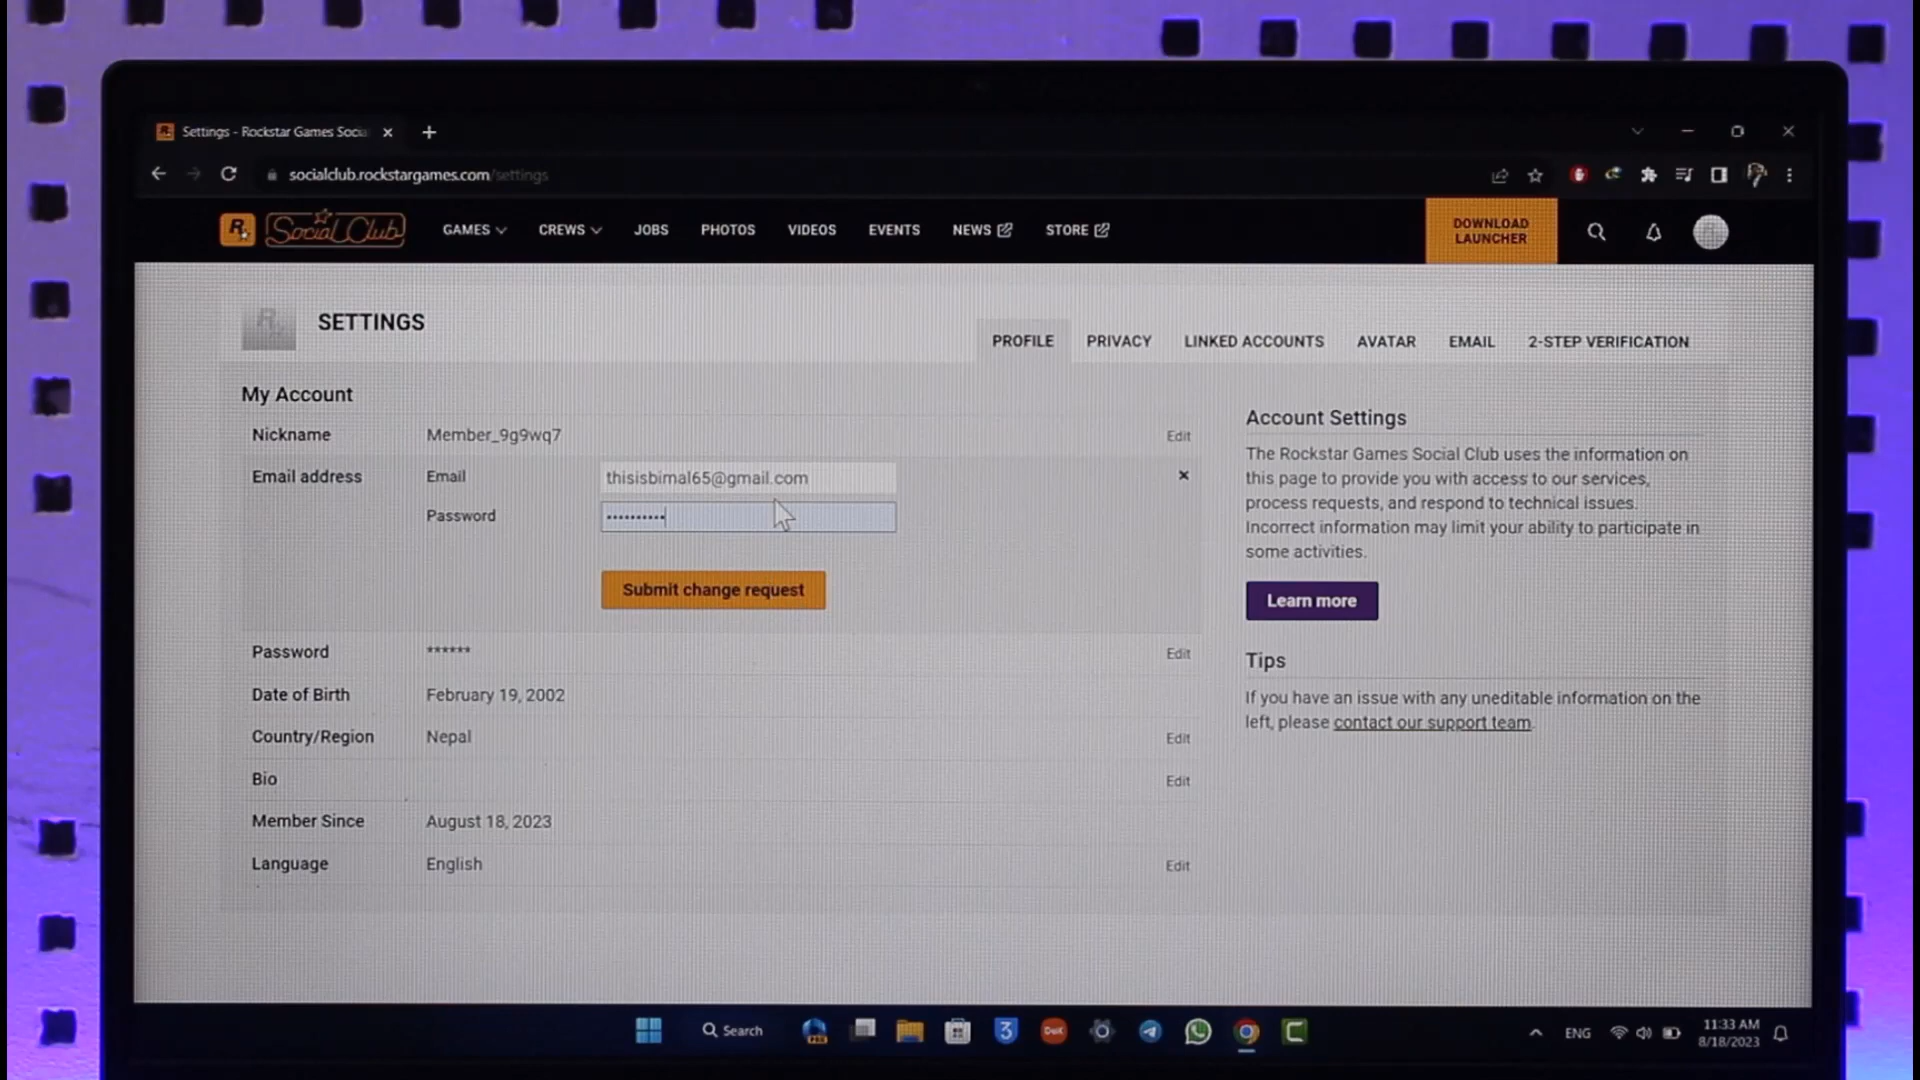 Settings - Rockstar Games Socia
socialclub.rockstargames.com/settings
R Social Club GAMES CREWS JOBS PHOTOS VIDEOS EVENTS NEWS STORE DOWNLOAD LAUNCHER
SETTINGS
PROFILE PRIVACY LINKED ACCOUNTS AVATAR EMAIL 2-STEP VERIFICATION
My Account
Nickname Member_9g9wq7 Edit
Email address Email thisisbimal65@gmail.com
Password ••••••••••
Submit change request
Password ****** Edit
Date of Birth February 19, 2002
Country/Region Nepal Edit
Bio Edit
Member Since August 18, 2023
Language English Edit
Account Settings
The Rockstar Games Social Club uses the information on
this page to provide you with access to our services,
process requests, and respond to technical issues.
Incorrect information may limit your ability to participate in
some activities.
Learn more
Tips
If you have an issue with any uneditable information on the
left, please contact our support team.
Search ENG 11:33 AM
8/18/2023